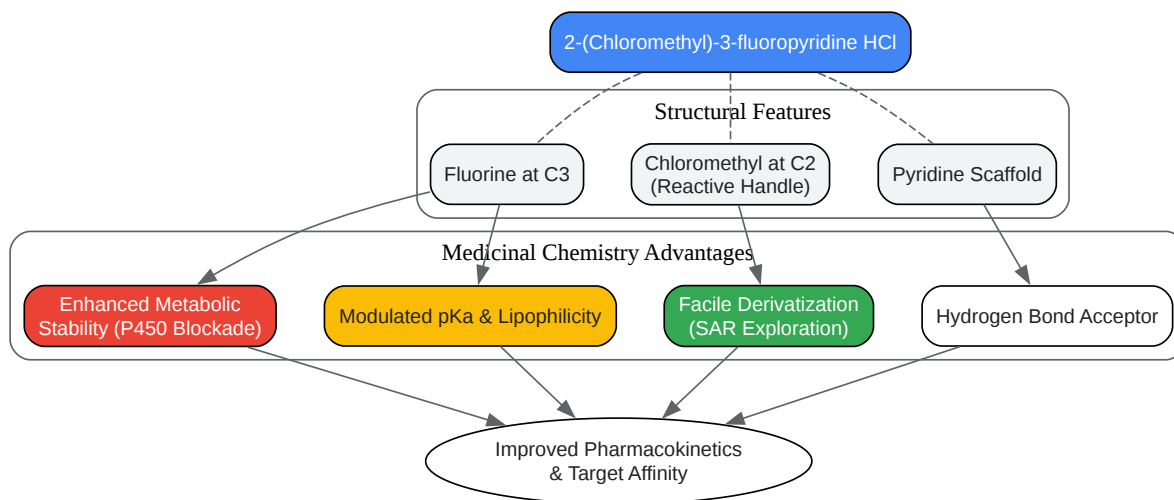 2-(Chloromethyl)-3-fluoropyridine HCl
Structural Features
Fluorine at C3
Chloromethyl at C2
(Reactive Handle)
Pyridine Scaffold
Medicinal Chemistry Advantages
Enhanced Metabolic
Stability (P450 Blockade)
Modulated pKa & Lipophilicity
Facile Derivatization
(SAR Exploration)
Hydrogen Bond Acceptor
Improved Pharmacokinetics
& Target Affinity